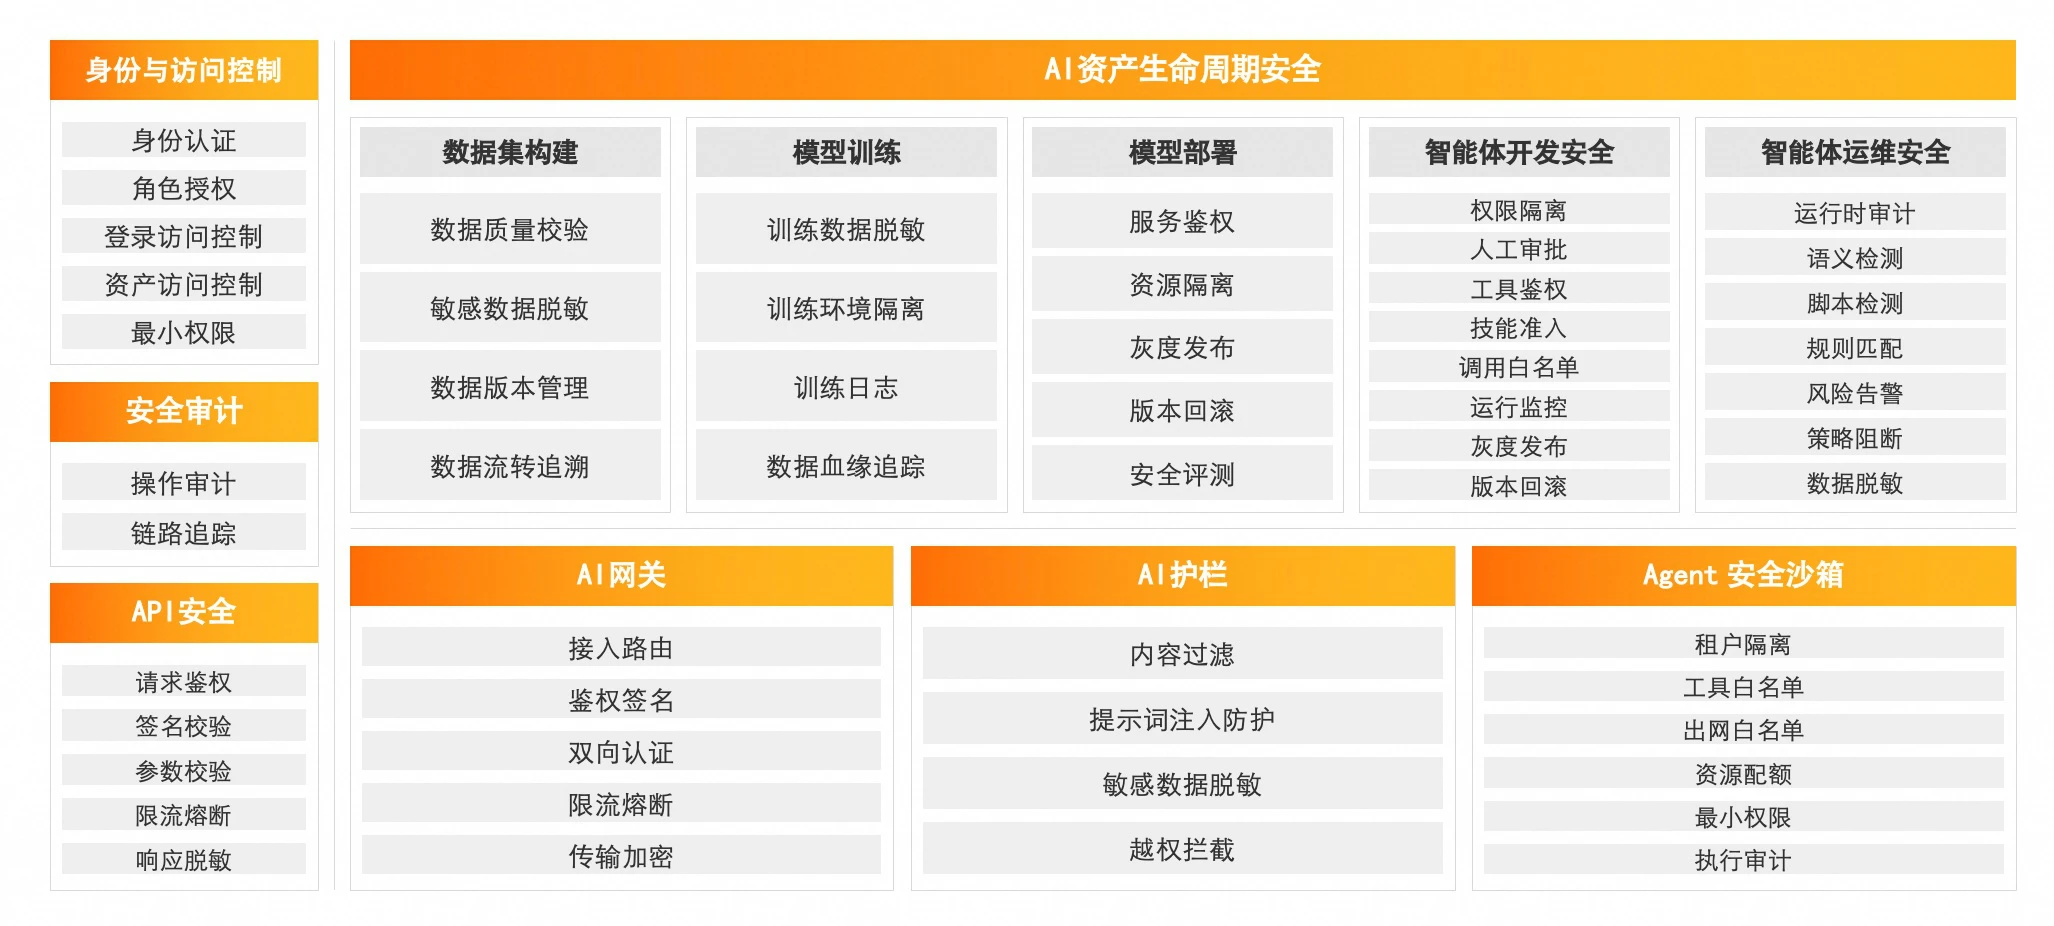 身份与访问控制
身份认证
角色授权
登录访问控制
资产访问控制
最小权限
安全审计
操作审计
链路追踪
API安全
请求鉴权
签名校验
参数校验
限流熔断
响应脱敏
AI资产生命周期安全
数据集构建
数据质量校验
敏感数据脱敏
数据版本管理
数据流转追溯
模型训练
训练数据脱敏
训练环境隔离
训练日志
数据血缘追踪
模型部署
服务鉴权
资源隔离
灰度发布
版本回滚
安全评测
智能体开发安全
权限隔离
人工审批
工具鉴权
技能准入
调用白名单
运行监控
灰度发布
版本回滚
智能体运维安全
运行时审计
语义检测
脚本检测
规则匹配
风险告警
策略阻断
数据脱敏
AI网关
接入路由
鉴权签名
双向认证
限流熔断
传输加密
AI护栏
内容过滤
提示词注入防护
敏感数据脱敏
越权拦截
Agent 安全沙箱
租户隔离
工具白名单
出网白名单
资源配额
最小权限
执行审计